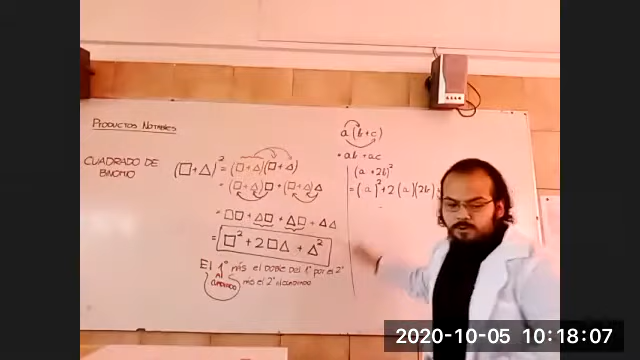 PRODUCTOS NOTABLES
CUADRADO DE BINOMIO
(□+△)² = (□+△)(□+△)
= (□+△)□ + (□+△)△
= □□ + △□ + △□ + △△
= □² + 2□△ + △²
El 1° más el doble del 1° por el 2°
CUADRADO
más el 2° al cuadrado
a(b+c)
= ab + ac
(a + 2b)²
= (a)² + 2(a)(2b)
2020-10-05 10:18:07